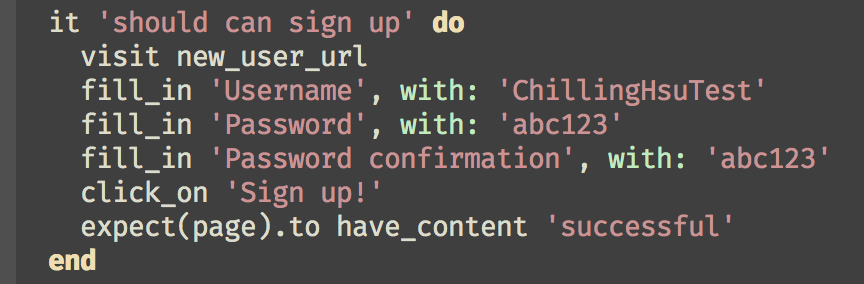 it 'should can sign up' do
visit new_user_url
fill_in 'Username', with: 'ChillingHsuTest'
fill_in 'Password', with: 'abc123'
fill_in 'Password confirmation', with: 'abc123'
click_on 'Sign up!'
expect(page).to have_content 'successful'
end